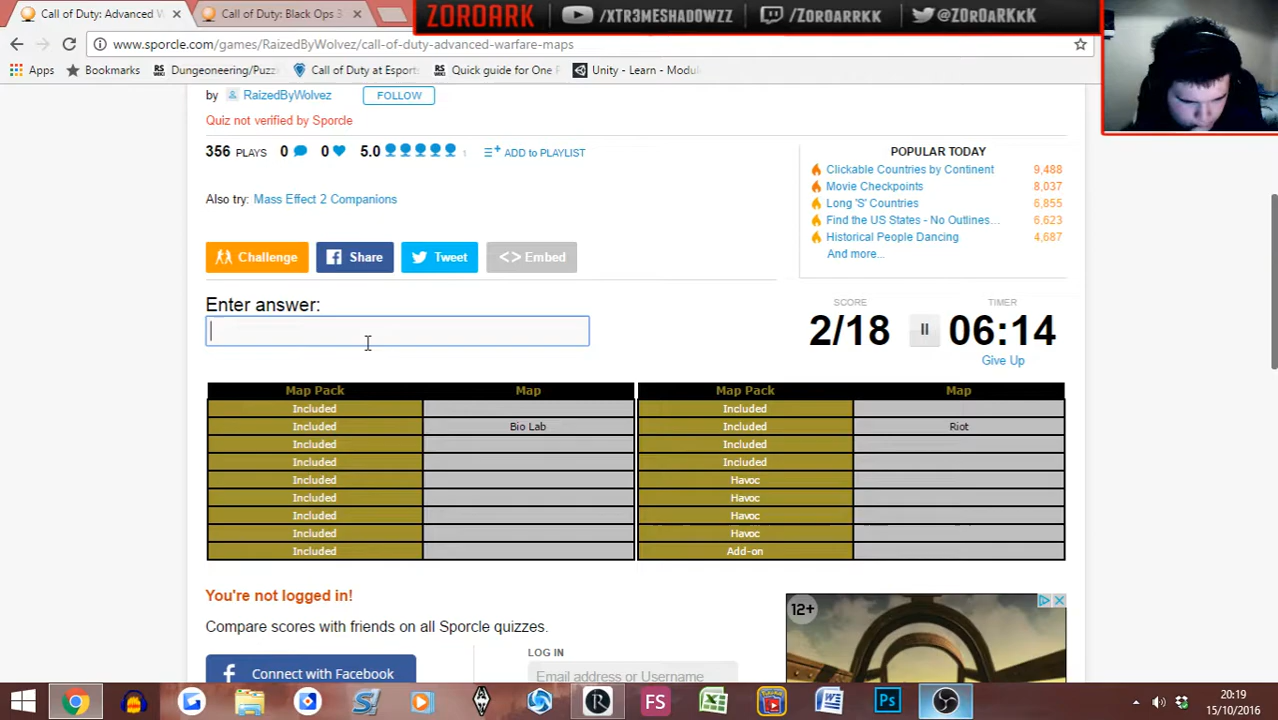 Call of Duty: Advanced W
Call of Duty: Black Ops 3
ZOROARK
/XTR3MESHADOWZZ
/ZorOArrKK
@ZOrOaRKkK
www.sporcle.com/games/RaizedByWolvez/call-of-duty-advanced-warfare-maps
Apps
Bookmarks
Dungeoneering/Puzz
Call of Duty at Esport
Quick guide for One
Unity - Learn - Modu
by RaizedByWolvez
FOLLOW
Quiz not verified by Sporcle
356 PLAYS 0 0 5.0 1
ADD to PLAYLIST
Also try: Mass Effect 2 Companions
POPULAR TODAY
Clickable Countries by Continent 9,488
Movie Checkpoints 8,037
Long 'S' Countries 6,855
Find the US States - No Outlines... 6,623
Historical People Dancing 4,687
And more...
Challenge
Share
Tweet
<> Embed
Enter answer:
SCORE
2/18
TIMER
06:14
Give Up
Map Pack Map Map Pack Map
Included Included
Included Bio Lab Included Riot
Included Included
Included Included
Included Havoc
Included Havoc
Included Havoc
Included Havoc
Included Add-on
You're not logged in!
Compare scores with friends on all Sporcle quizzes.
Connect with Facebook
LOG IN
Email address or Username
12+
FS
Ps
20:19
15/10/2016